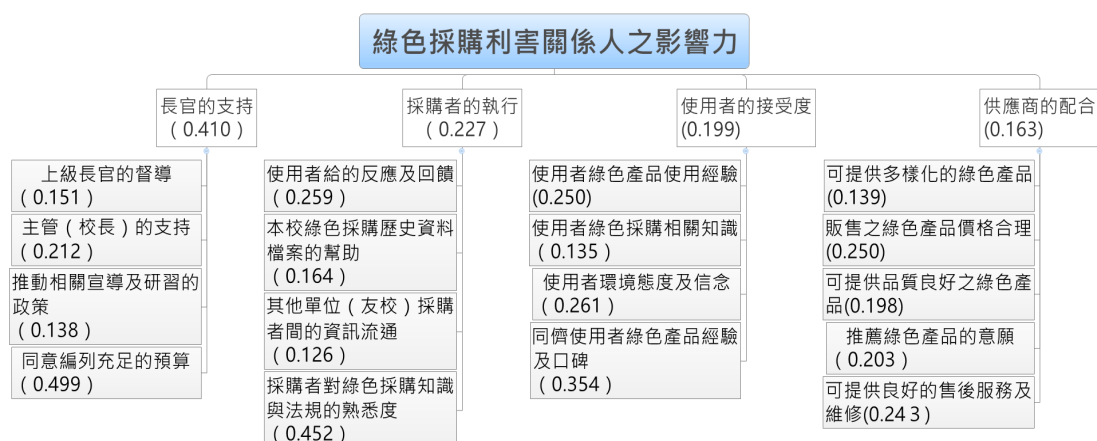 綠色採購利害關係人之影響力
長官的支持
（0.410）
上級長官的督導
（0.151）
主管（校長）的支持
（0.212）
推動相關宣導及研習的
政策
（0.138）
同意編列充足的預算
（0.499）
採購者的執行
（0.227）
使用者給的反應及回饋
（0.259）
本校綠色採購歷史資料
檔案的幫助
（0.164）
其他單位（友校）採購
者間的資訊流通
（0.126）
採購者對綠色採購知識
與法規的熟悉度
（0.452）
使用者的接受度
(0.199)
使用者綠色產品使用經驗
(0.250)
使用者綠色採購相關知識
(0.135)
使用者環境態度及信念
（0.261）
同儕使用者綠色產品經驗
及口碑
（0.354）
供應商的配合
(0.163)
可提供多樣化的綠色產品
(0.139)
販售之綠色產品價格合理
(0.250)
可提供品質良好之綠色產
品(0.198)
推薦綠色產品的意願
（0.203）
可提供良好的售後服務及
維修(0.24 3）